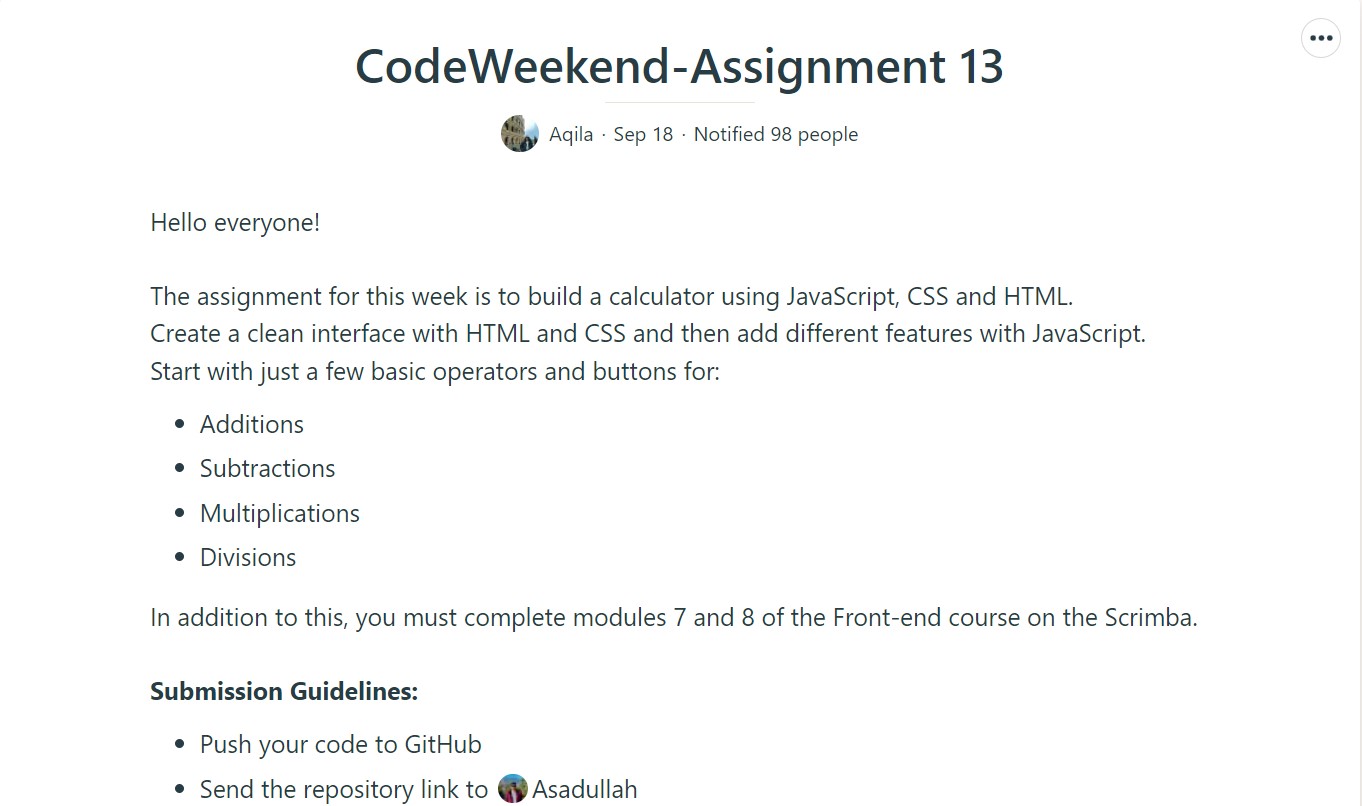 CodeWeekend-Assignment 13
Aqila · Sep 18 · Notified 98 people
Hello everyone!
The assignment for this week is to build a calculator using JavaScript, CSS and HTML.
Create a clean interface with HTML and CSS and then add different features with JavaScript.
Start with just a few basic operators and buttons for:
• Additions
• Subtractions
• Multiplications
• Divisions
In addition to this, you must complete modules 7 and 8 of the Front-end course on the Scrimba.
Submission Guidelines:
• Push your code to GitHub
• Send the repository link to Asadullah